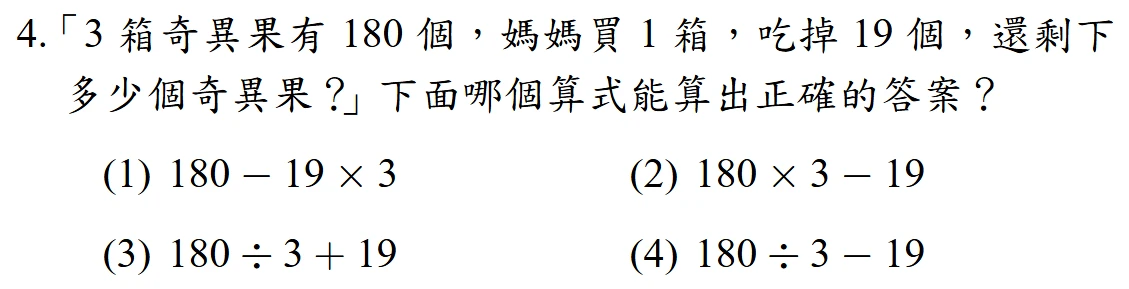 4.「3 箱奇異果有 180 個，媽媽買 1 箱，吃掉 19 個，還剩下
多少個奇異果？」下面哪個算式能算出正確的答案？
(1) 180 − 19 × 3 (2) 180 × 3 − 19
(3) 180 ÷ 3 + 19 (4) 180 ÷ 3 − 19